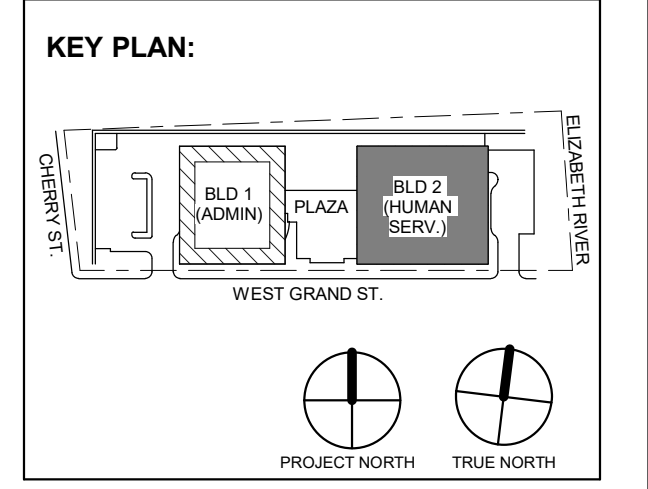 KEY PLAN:
CHERRY ST.
BLD 1
(ADMIN)
PLAZA
BLD 2
(HUMAN
SERV.)
ELIZABETH RIVER
WEST GRAND ST.
PROJECT NORTH
TRUE NORTH